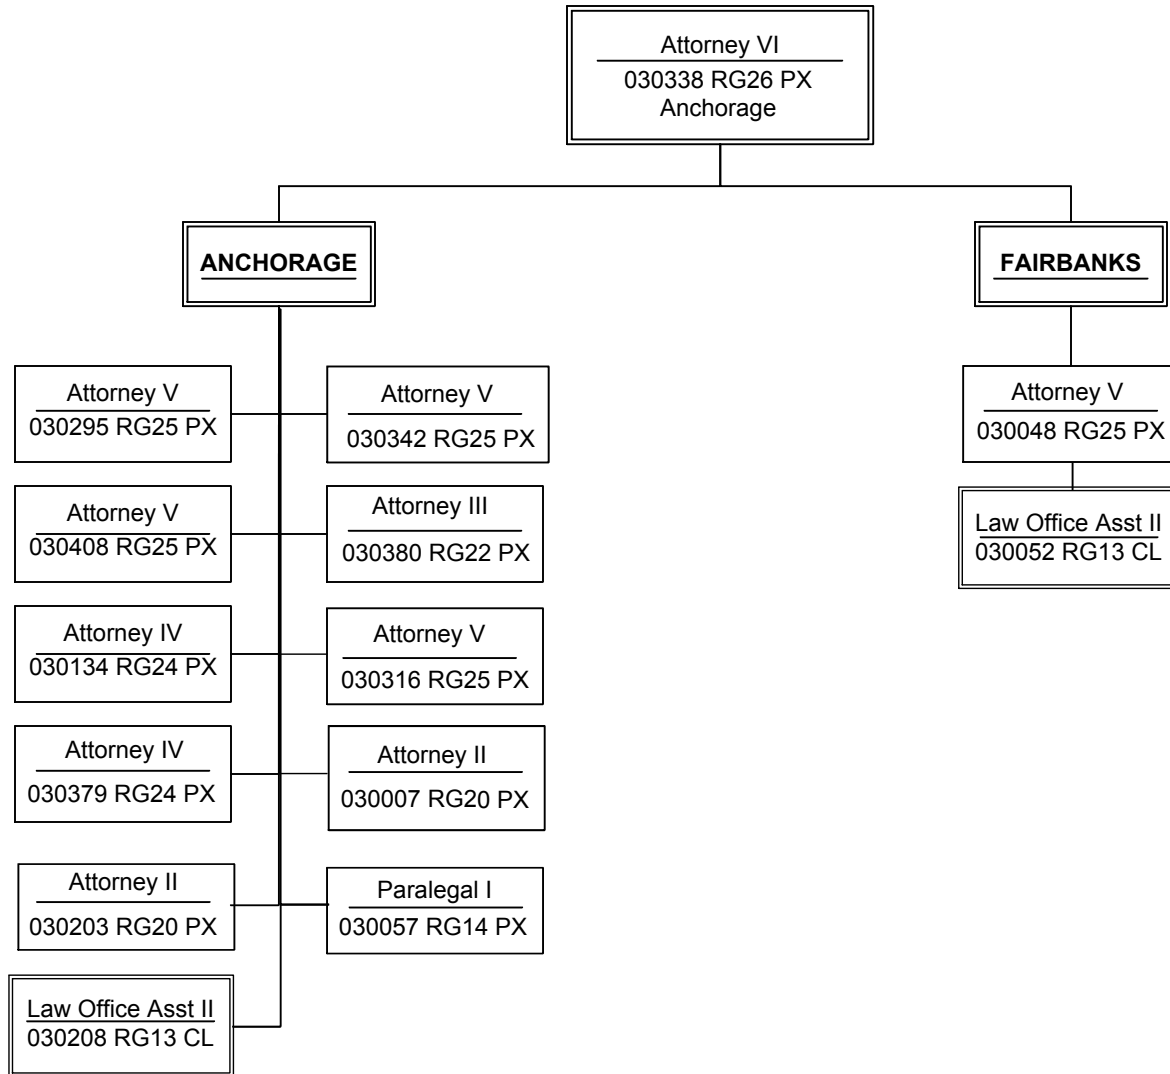 Attorney VI
030338 RG26 PX
Anchorage
ANCHORAGE
FAIRBANKS
Attorney V
030295 RG25 PX
Attorney V
030342 RG25 PX
Attorney V
030048 RG25 PX
Attorney V
030408 RG25 PX
Attorney III
030380 RG22 PX
Law Office Asst II
030052 RG13 CL
Attorney IV
030134 RG24 PX
Attorney V
030316 RG25 PX
Attorney IV
030379 RG24 PX
Attorney II
030007 RG20 PX
Attorney II
030203 RG20 PX
Paralegal I
030057 RG14 PX
Law Office Asst II
030208 RG13 CL